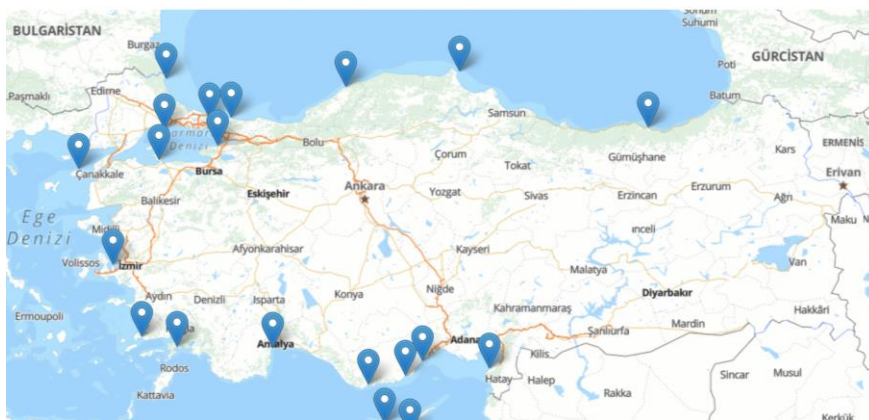 Sohum
Suhumi
BULGARİSTAN
Burgaz
GÜRCİSTAN
Poti
Paşmaklı
Edirne
Batum
Samsun
Denizi
Bolu
Çorum
Tokat
Gümüşhane
Kars
ERMENİS
Çanakkale
Bursa
Erivan
Balıkesir
Eskişehir
Ankara
Yozgat
Sivas
Erzincan
Erzurum
Ağrı
Maku
Ege
Denizi
Afyonkarahisar
Kayseri
Malatya
Van
Volissos
İzmir
Aydın
Denizli
Isparta
Konya
Niğde
Diyarbakır
Hakkâri
Ermoupoli
Kahramanmaraş
Adana
Şanlıurfa
Mardin
Antalya
Rodos
Kilis
Hatay
Halep
Sincar
Musul
Kattavia
Rakka
Kerkük